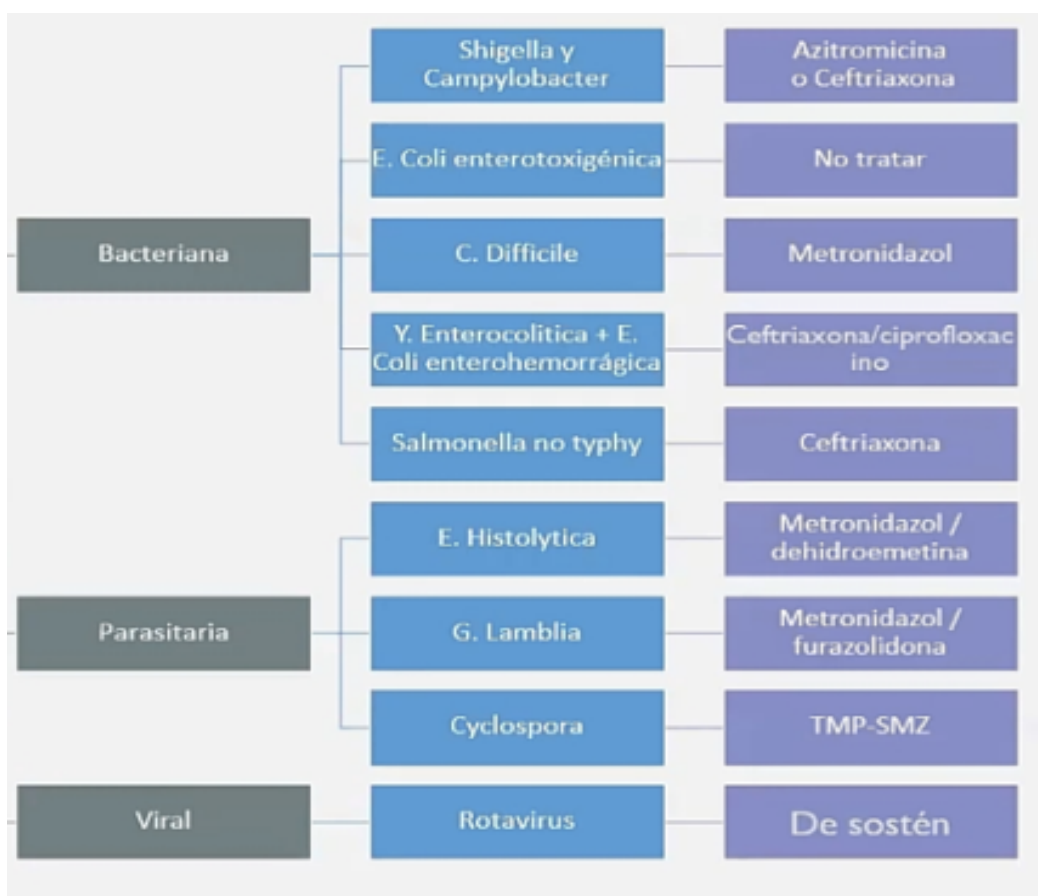 Shigella y
Campylobacter
Azitromicina
o Ceftriaxona
E. Coli enterotoxigénica
No tratar
Bacteriana
C. Difficile
Metronidazol
Y. Enterocolitica + E.
Coli enterohemorrágica
Ceftriaxona/ciprofloxac
ino
Salmonella no typhy
Ceftriaxona
E. Histolytica
Metronidazol /
dehidroemetina
Parasitaria
G. Lamblia
Metronidazol /
furazolidona
Cyclospora
TMP-SMZ
Viral
Rotavirus
De sostén